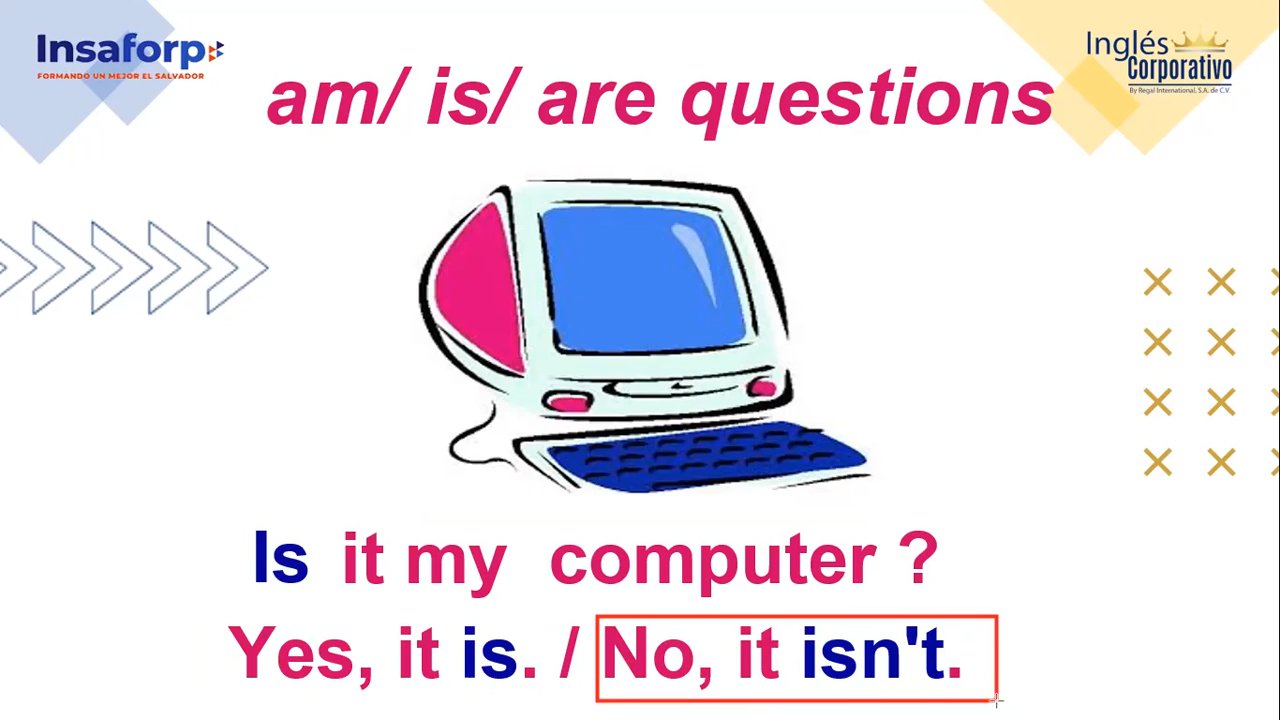 Insaforp
FORMANDO UN MEJOR EL SALVADOR
Inglés
Corporativo
By Regal International, S.A. de C.V.
am/ is/ are questions
Is it my computer ?
Yes, it is. / No, it isn't.